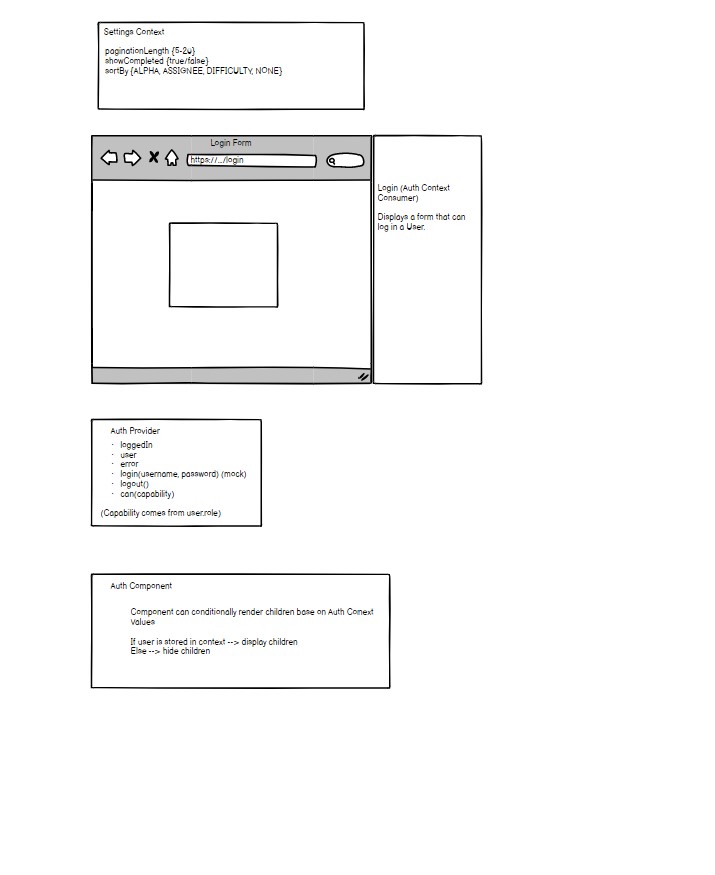 Settings Context
paginationLength {5-20}
showCompleted {true/false}
sortBy {ALPHA, ASSIGNEE, DIFFICULTY, NONE}
Login Form
https://.../login
Login (Auth Context
Consumer)
Displays a form that can
log in a User.
Auth Provider
· loggedIn
· user
· error
· login(username, password) (mock)
· logout()
· can(capability)
(Capability comes from user.role)
Auth Component
Component can conditionally render children base on Auth Conext
Values
If user is stored in context --> display children
Else --> hide children